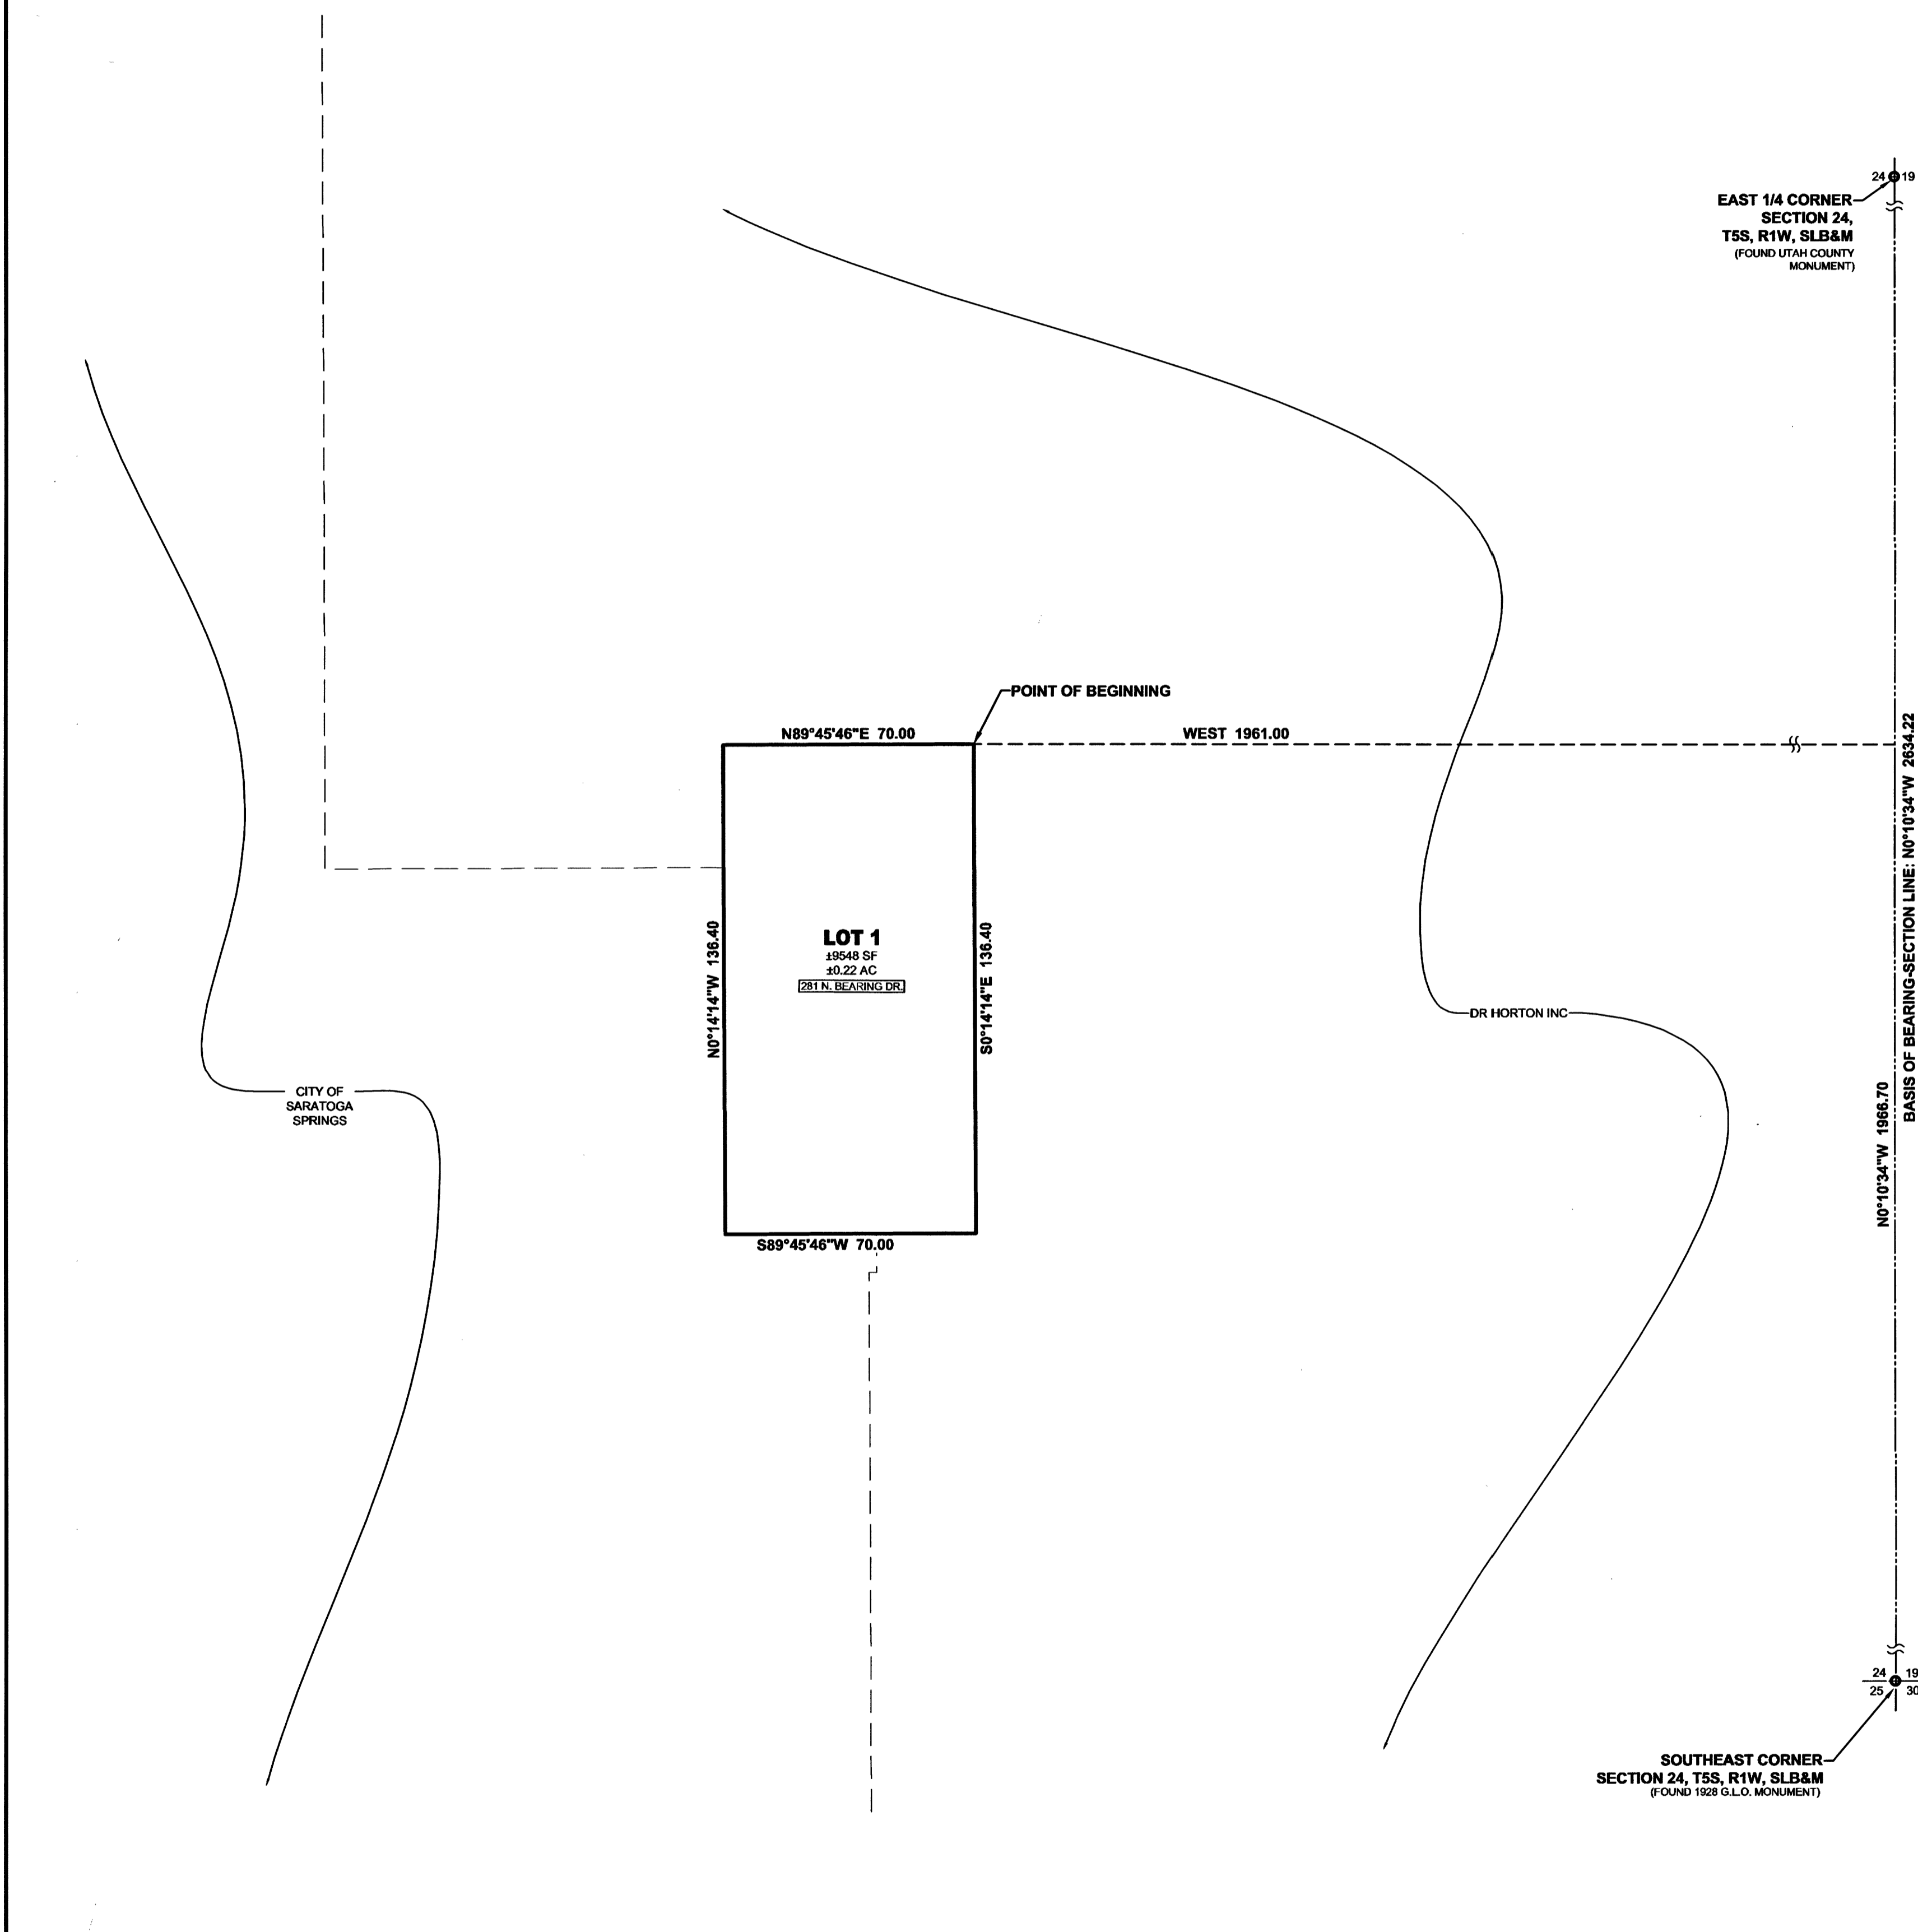 24 19
EAST 1/4 CORNER
SECTION 24,
T5S, R1W, SLB&M
(FOUND UTAH COUNTY
MONUMENT)
POINT OF BEGINNING
N89°45'46"E 70.00
WEST 1961.00
BASIS OF BEARING-SECTION LINE: N0°10'34"W 2634.22
N0°14'14"W 136.40
LOT 1
±9548 SF
±0.22 AC
281 N. BEARING DR.
S0°14'14"E 136.40
DR HORTON INC
CITY OF
SARATOGA
SPRINGS
N0°10'34"W 1966.70
S89°45'46"W 70.00
24 19
25 30
SOUTHEAST CORNER
SECTION 24, T5S, R1W, SLB&M
(FOUND 1928 G.L.O. MONUMENT)